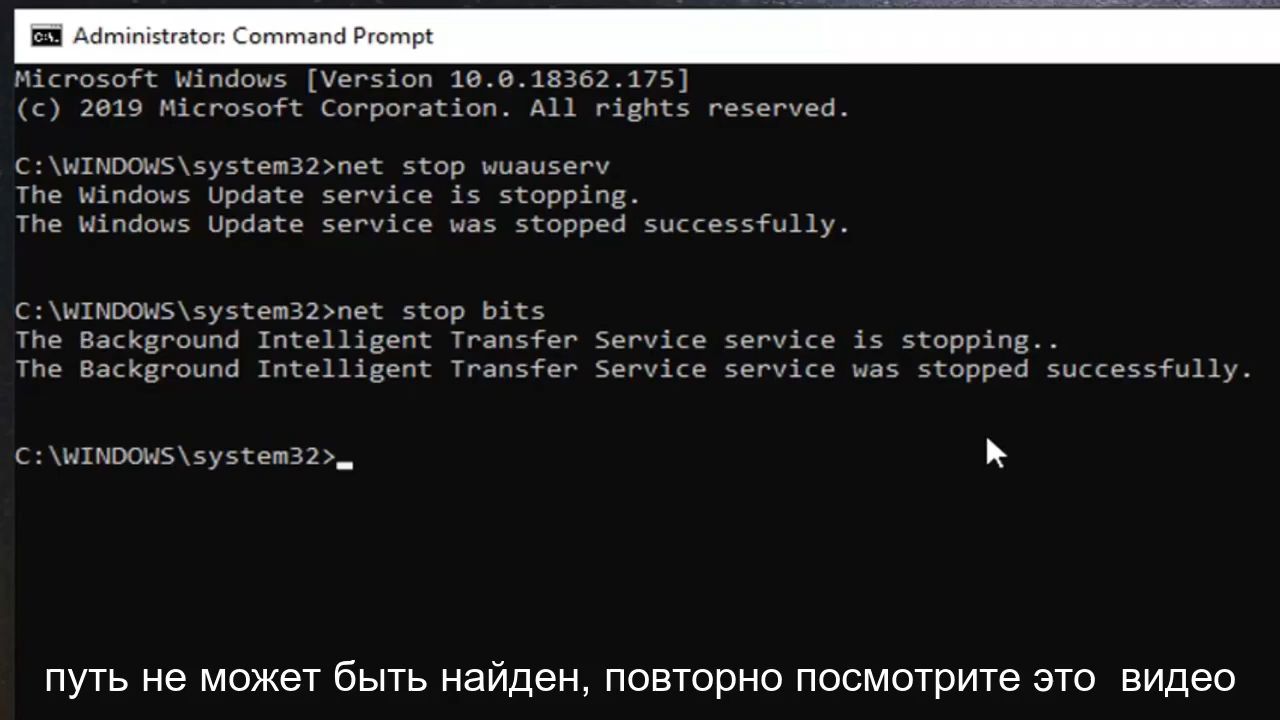 Administrator: Command Prompt
Microsoft Windows [Version 10.0.18362.175]
(c) 2019 Microsoft Corporation. All rights reserved.
C:\WINDOWS\system32>net stop wuauserv
The Windows Update service is stopping.
The Windows Update service was stopped successfully.
C:\WINDOWS\system32>net stop bits
The Background Intelligent Transfer Service service is stopping..
The Background Intelligent Transfer Service service was stopped successfully.
C:\WINDOWS\system32>
путь не может быть найден, повторно посмотрите это видео